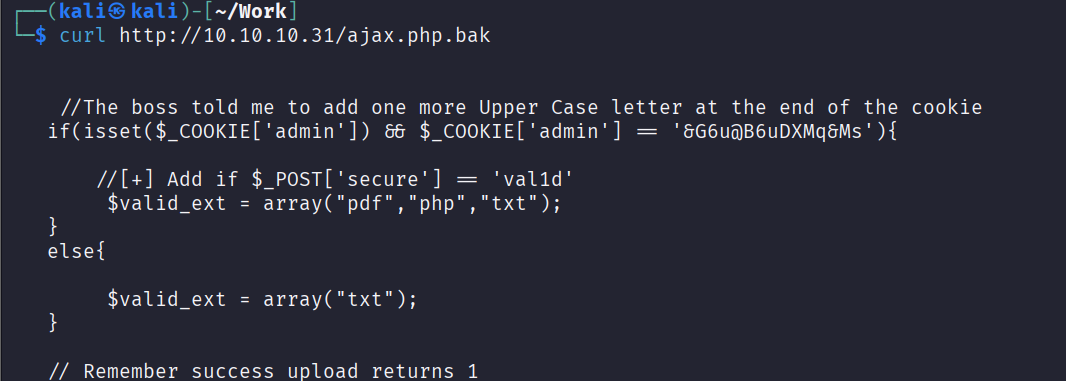 ┌──(kali㉿kali)-[~/Work]
└─$ curl http://10.10.10.31/ajax.php.bak
//The boss told me to add one more Upper Case letter at the end of the cookie
if(isset($_COOKIE['admin']) && $_COOKIE['admin'] == '&G6u@B6uDXMq&Ms'){
//[+] Add if $_POST['secure'] == 'val1d'
$valid_ext = array("pdf","php","txt");
}
else{
$valid_ext = array("txt");
}
// Remember success upload returns 1